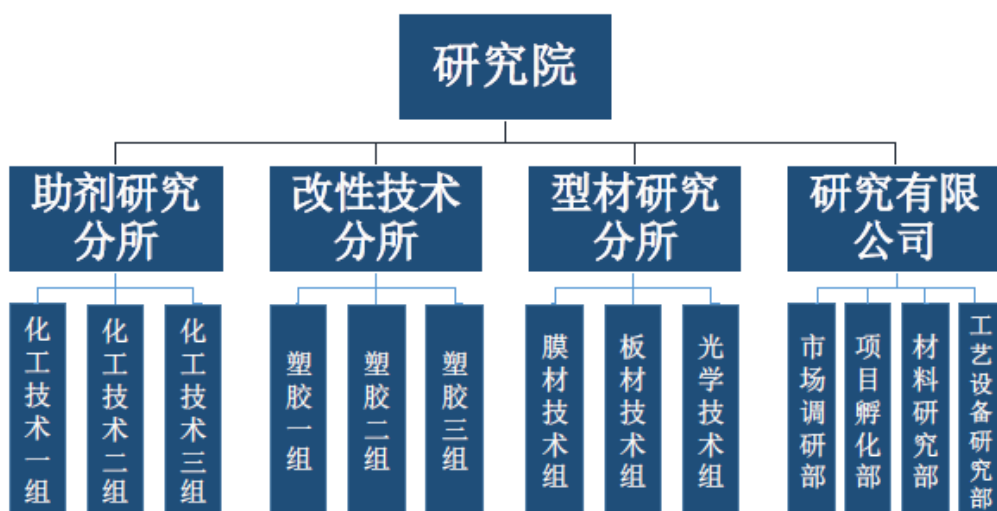 研究院
助剂研究
分所
改性技术
分所
型材研究
分所
研究有限
公司
化工技术一组
化工技术二组
化工技术三组
塑胶一组
塑胶二组
塑胶三组
膜材技术组
板材技术组
光学技术组
市场调研部
项目孵化部
材料研究部
工艺设备研究部